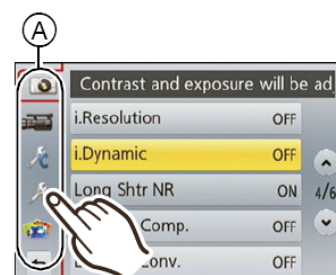 A
Contrast and exposure will be ad
i.Resolution OFF
i.Dynamic OFF
Long Shtr NR ON 4/6
Comp. OFF
Conv. OFF